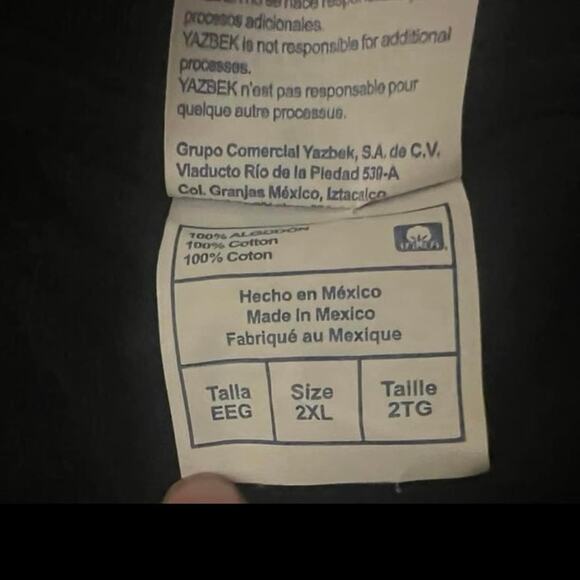 procesos adicionales.
YAZBEK is not responsible for additional
processes.
YAZBEK n'est pas responsable pour
quelque autre processus.
Grupo Comercial Yazbek, S.A. de C.V.
Viaducto Río de la Piedad 530-A
Col. Granjas México, Iztacalco
100% ALGODÓN
100% Cotton
100% Coton
Hecho en México
Made In Mexico
Fabriqué au Mexique
Talla Size Taille
EEG 2XL 2TG